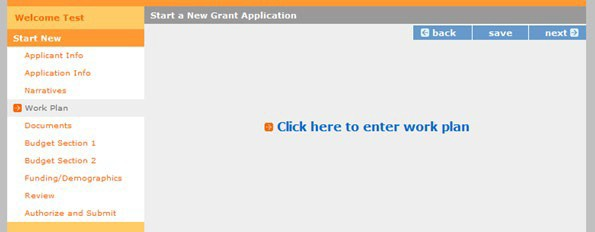 Welcome Test
Start a New Grant Application
Start New
back
save
next
Applicant Info
Application Info
Narratives
Work Plan
Documents
Budget Section 1
Budget Section 2
Funding/Demographics
Review
Authorize and Submit
Click here to enter work plan